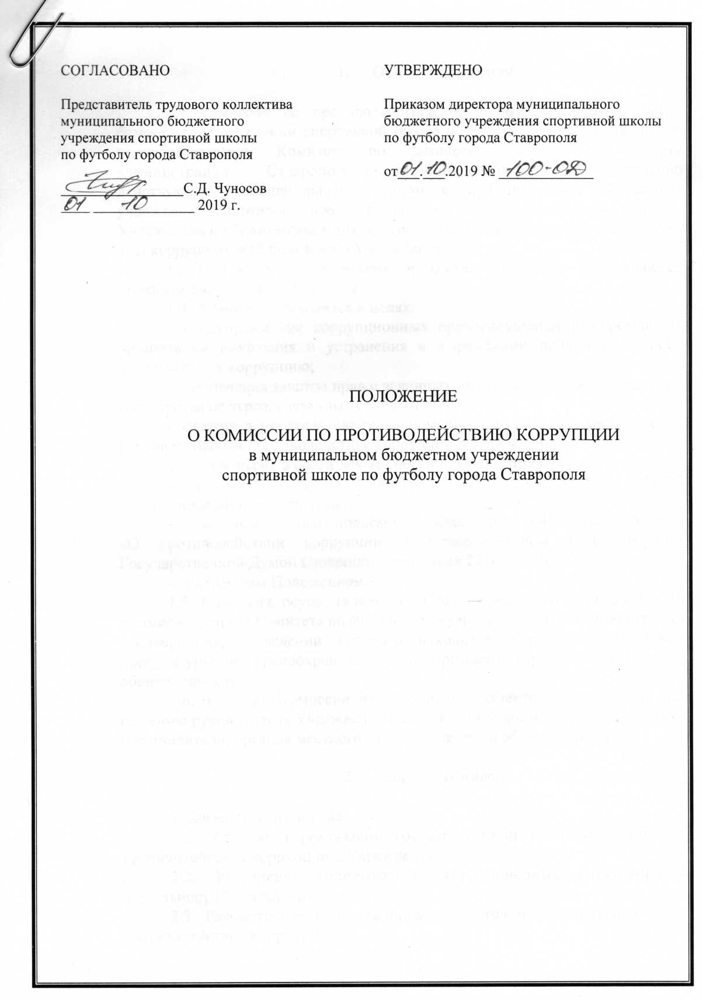 СОГЛАСОВАНО
Представитель трудового коллектива
муниципального бюджетного
учреждения спортивной школы
по футболу города Ставрополя
С.Д. Чуносов
01 10 2019 г.
УТВЕРЖДЕНО
Приказом директора муниципального
бюджетного учреждения спортивной школы
по футболу города Ставрополя
от 01.10.2019 № 100-ОД
ПОЛОЖЕНИЕ
О КОМИССИИ ПО ПРОТИВОДЕЙСТВИЮ КОРРУПЦИИ
в муниципальном бюджетном учреждении
спортивной школе по футболу города Ставрополя